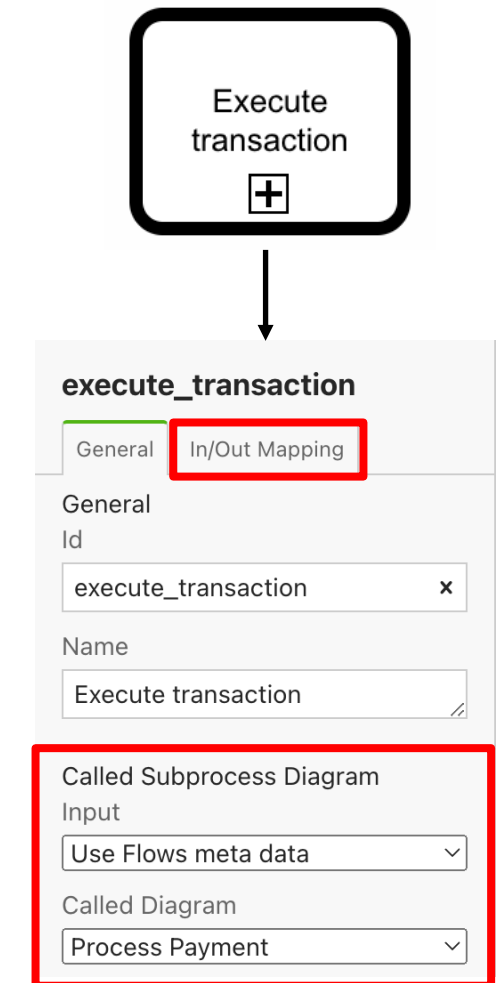 Execute
transaction
execute_transaction
General
In/Out Mapping
General
Id
execute_transaction
Name
Execute transaction
Called Subprocess Diagram
Input
Use Flows meta data
Called Diagram
Process Payment